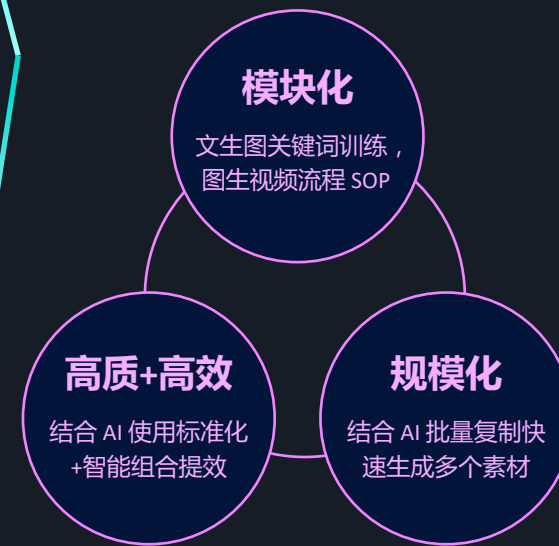 模块化
文生图关键词训练，
图生视频流程 SOP
高质+高效
结合 AI 使用标准化
+智能组合提效
规模化
结合 AI 批量复制快
速生成多个素材